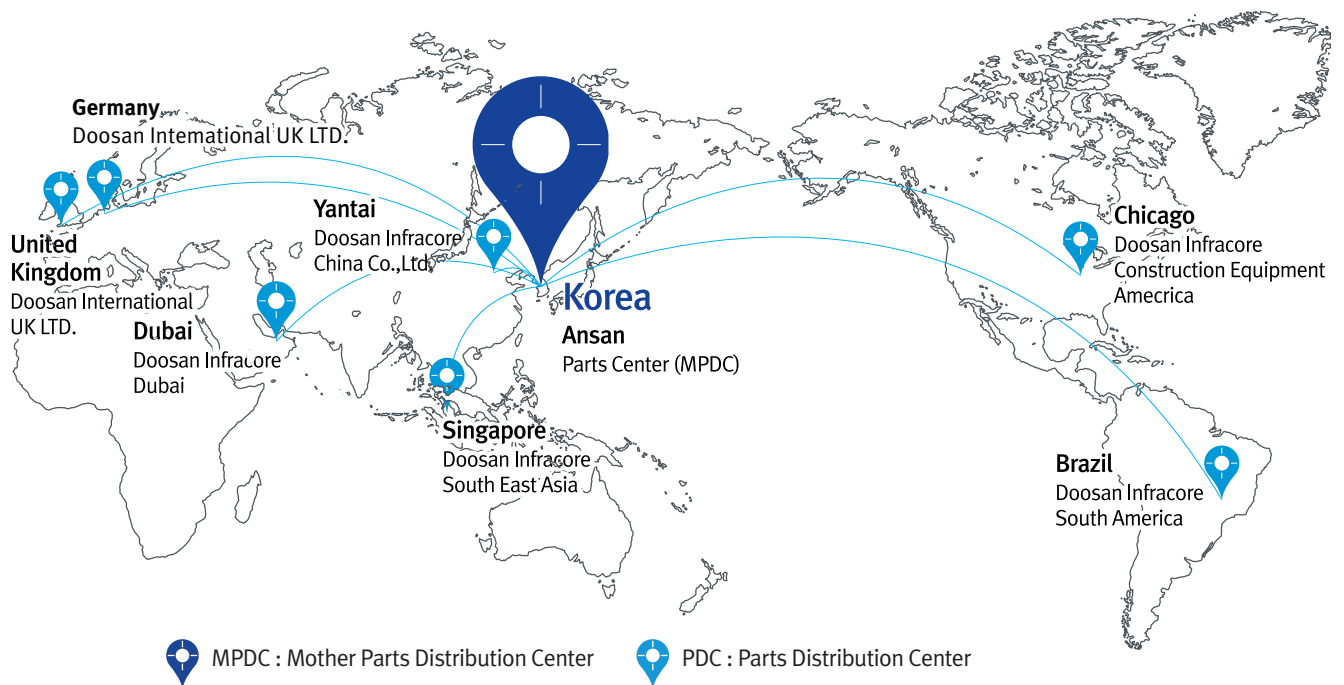 Germany
Doosan International UK LTD.
United
Kingdom
Doosan International
UK LTD.
Yantai
Doosan Infracore
China Co.,Ltd.
Dubai
Doosan Infracore
Dubai
Korea
Ansan
Parts Center (MPDC)
Singapore
Doosan Infracore
South East Asia
Chicago
Doosan Infracore
Construction Equipment
Amecrica
Brazil
Doosan Infracore
South America
MPDC : Mother Parts Distribution Center
PDC : Parts Distribution Center